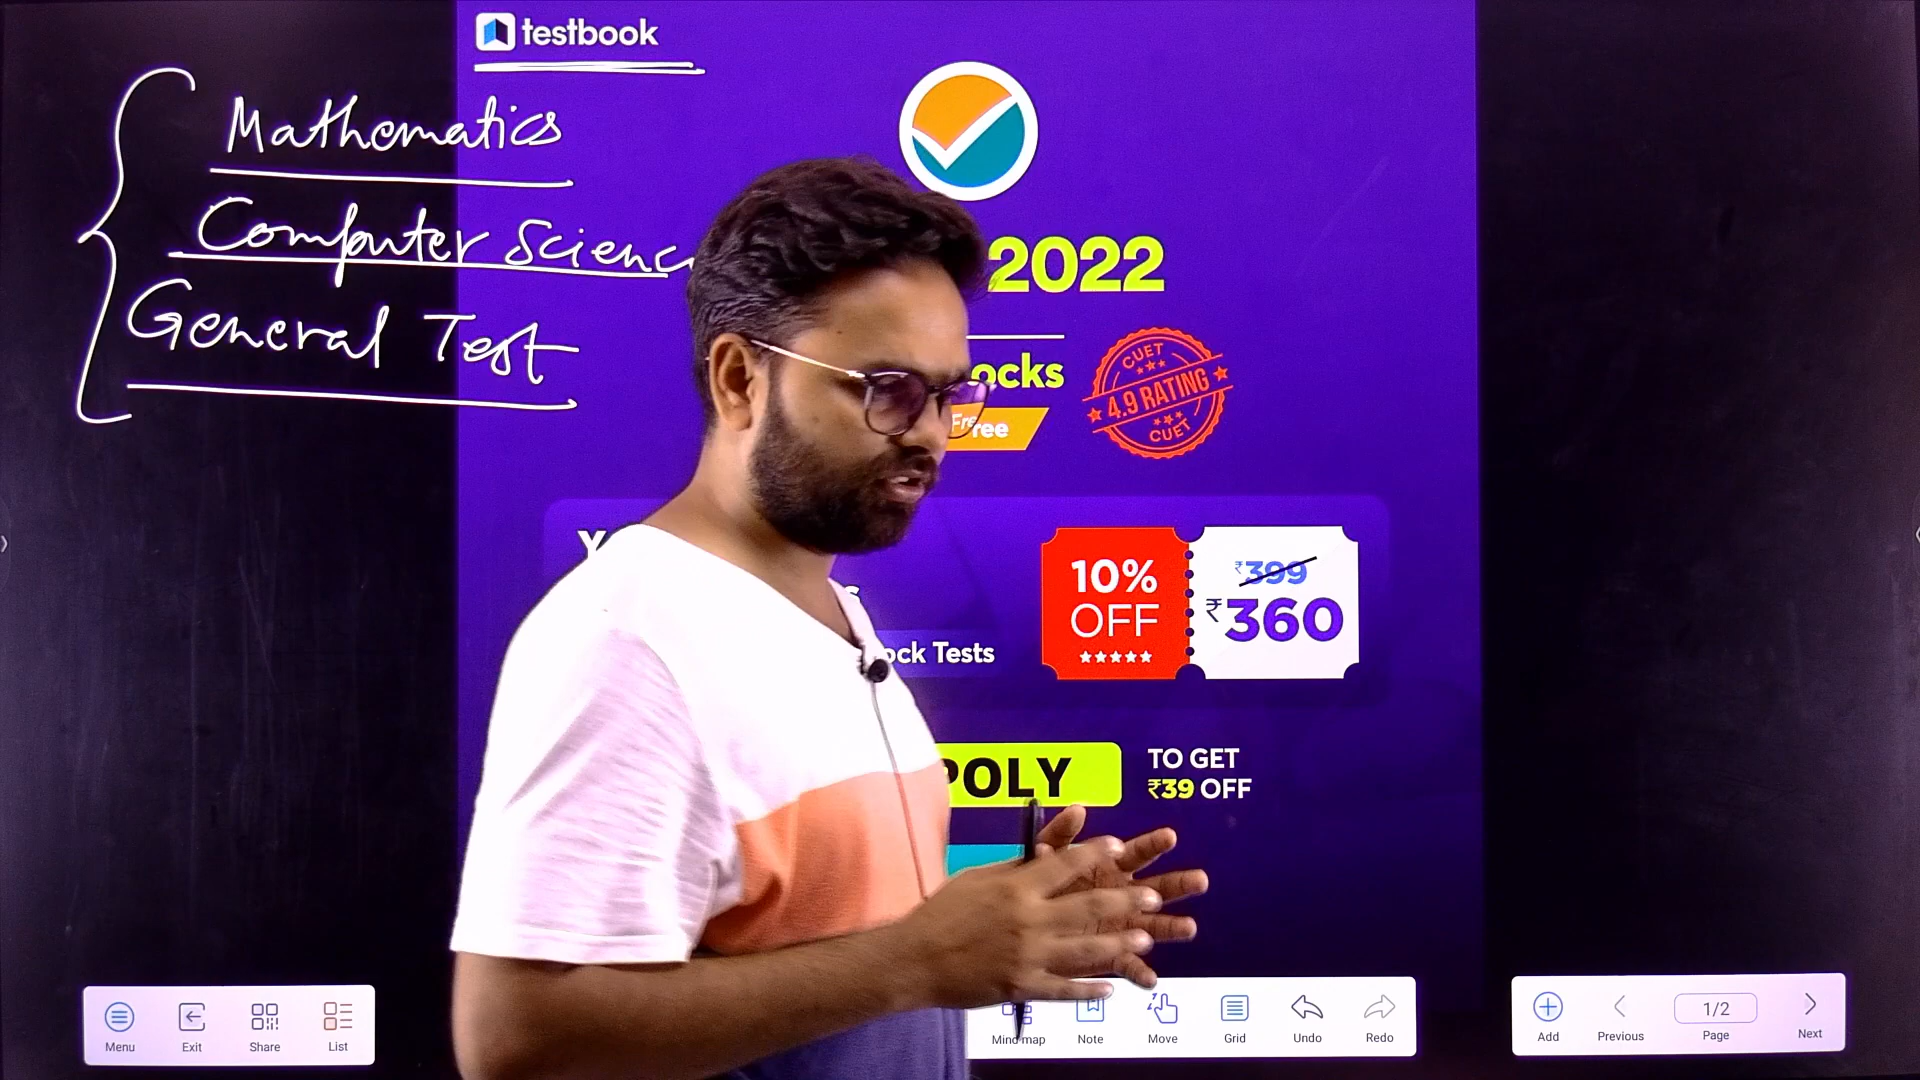 testbook
Mathematics
Computer Scienc
General Test
2022
ocks
Free
CUET
4.9 RATING
CUET
10%
OFF
₹399
₹360
ock Tests
POLY
TO GET
₹39 OFF
Menu
Exit
Share
List
Mind map
Note
Move
Grid
Undo
Redo
Add
Previous
1/2
Page
Next